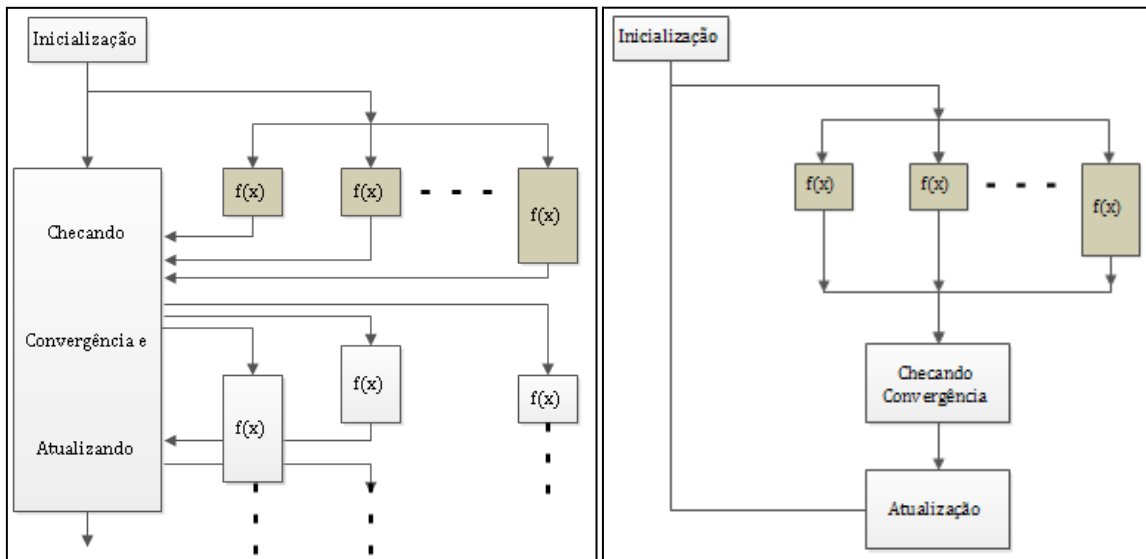 Inicialização
f(x)
f(x)
f(x)
Checando
Convergência e
Atualizando
f(x)
f(x)
f(x)
Inicialização
f(x)
f(x)
f(x)
Checando
Convergência
Atualização